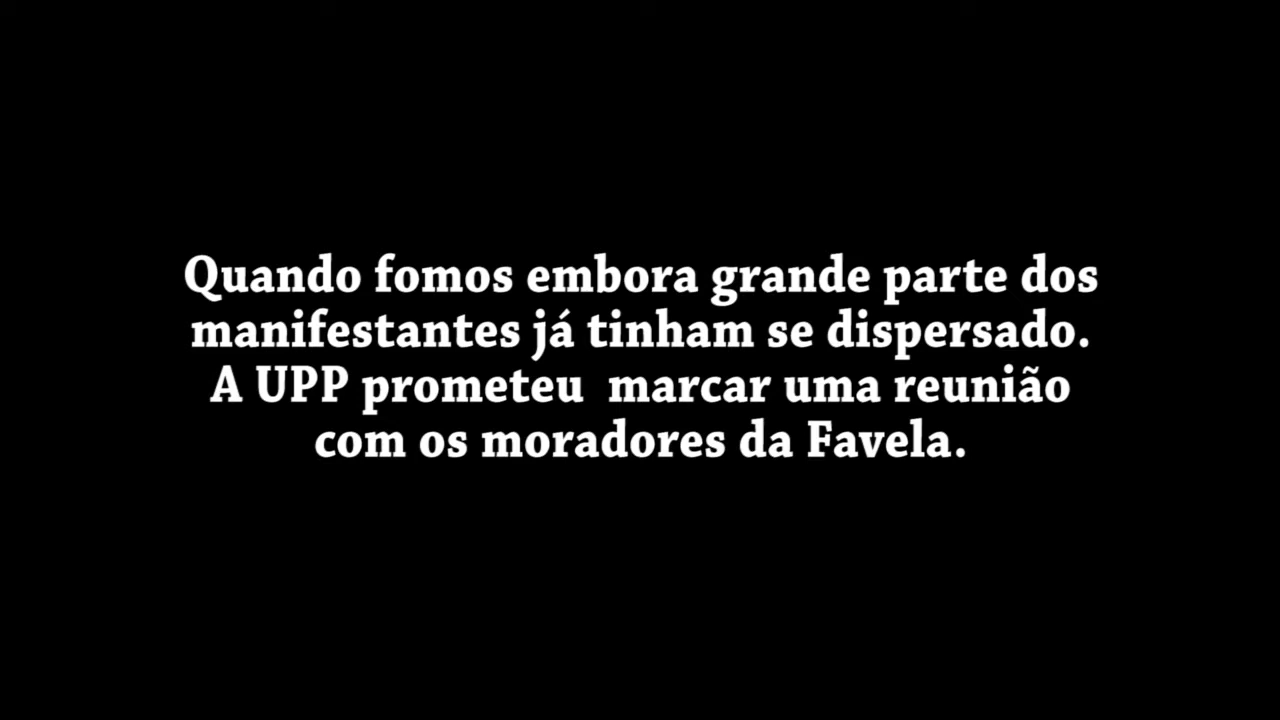 Quando fomos embora grande parte dos
manifestantes já tinham se dispersado.
A UPP prometeu  marcar uma reunião
com os moradores da Favela.